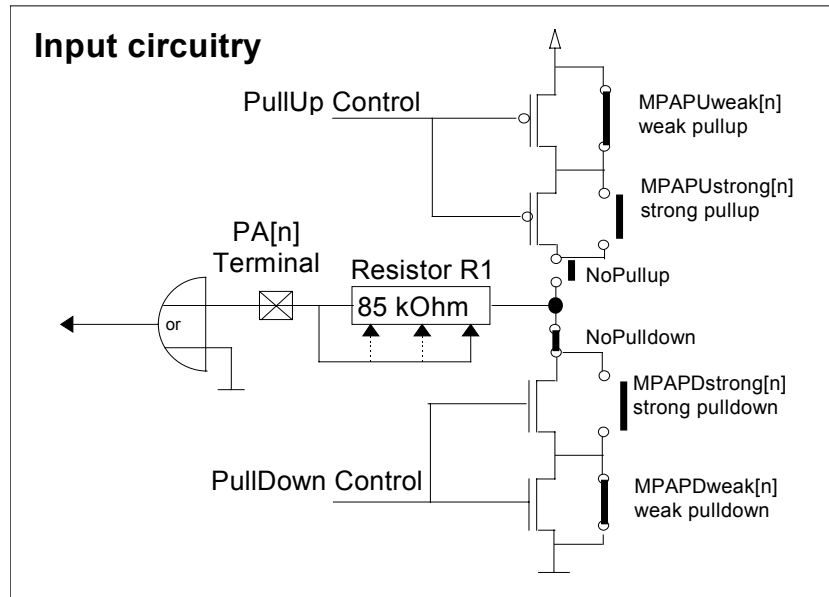 Input circuitry
PullUp Control
MPAPUweak[n]
weak pullup
MPAPUstrong[n]
strong pullup
PA[n]
Terminal
Resistor R1
NoPullup
85 kOhm
or
NoPulldown
MPAPDstrong[n]
strong pulldown
PullDown Control
MPAPDweak[n]
weak pulldown